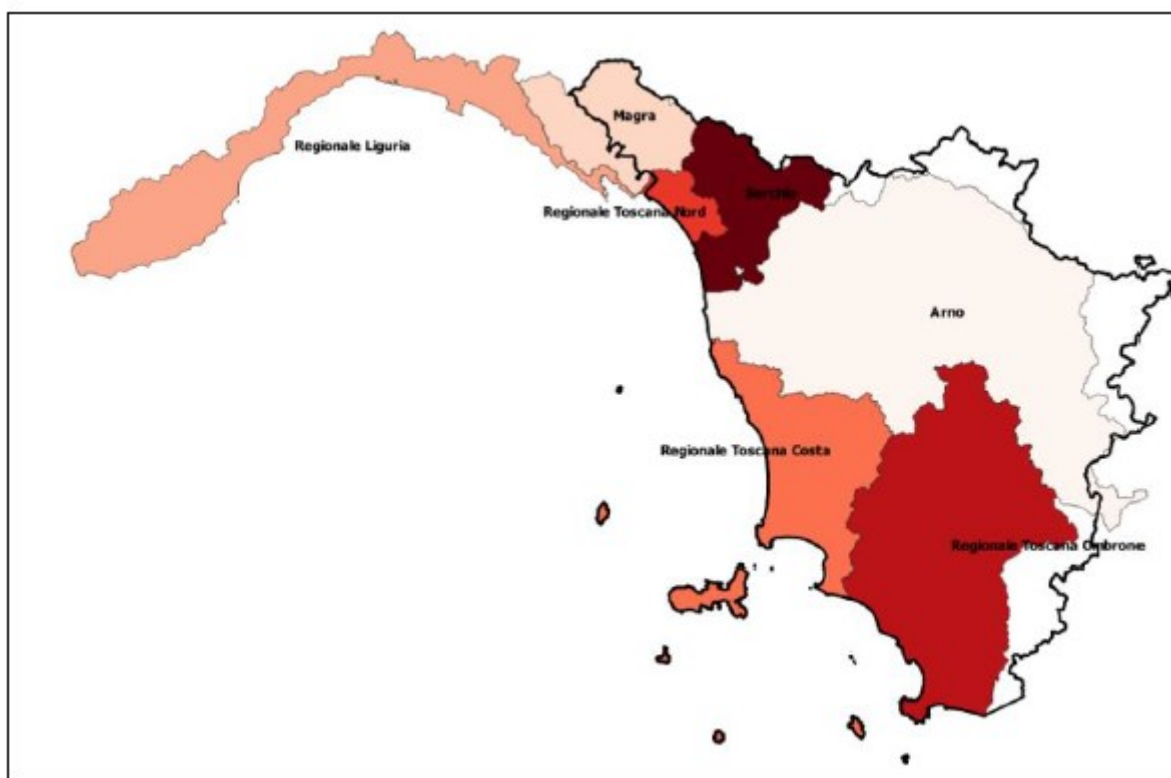 Magra
Regionale Liguria
Serchio
Regionale Toscana Nord
Arno
Regionale Toscana Costa
Regionale Toscana Ombrone